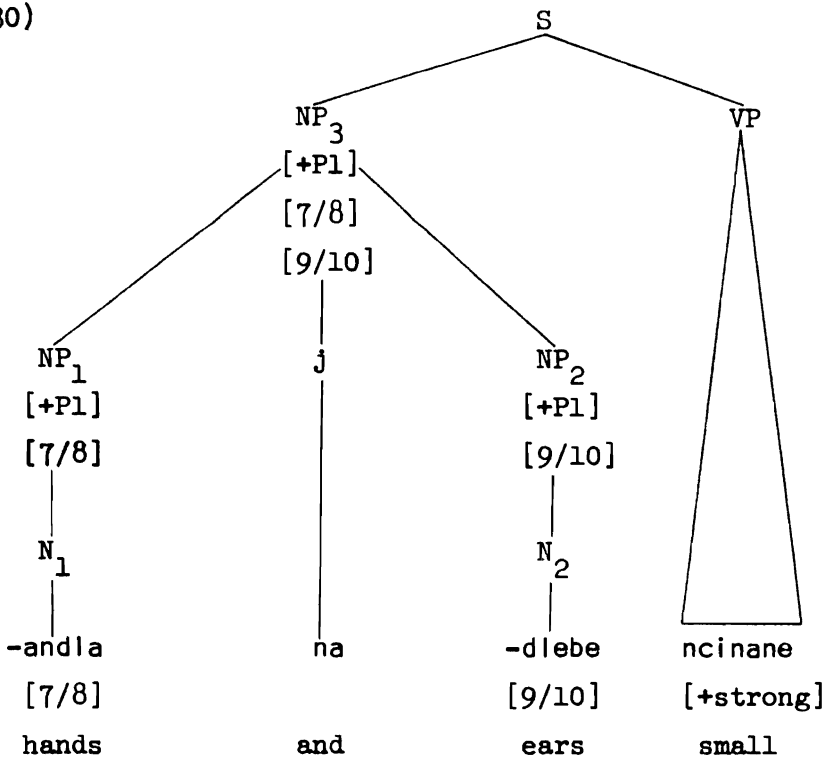 30)
S
NP3 VP
[+Pl]
[7/8]
[9/10]
NP1 j NP2
[+Pl] [+Pl]
[7/8] [9/10]
N1 N2
-andla na -dlebe ncinane
[7/8] [9/10] [+strong]
hands and ears small